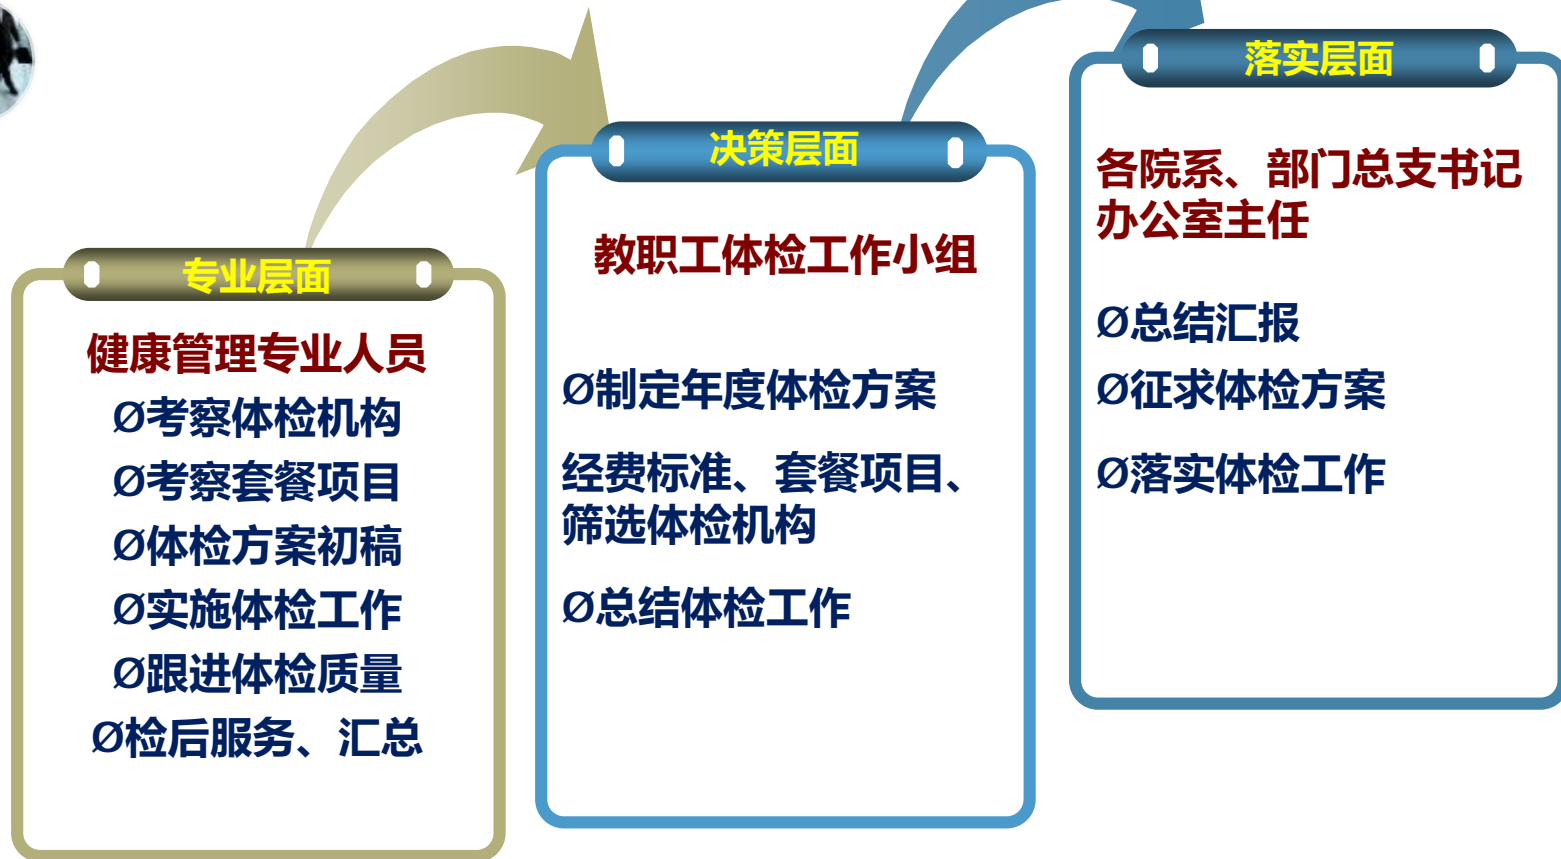 专业层面
健康管理专业人员
Ø考察体检机构
Ø考察套餐项目
Ø体检方案初稿
Ø实施体检工作
Ø跟进体检质量
Ø检后服务、汇总
决策层面
教职工体检工作小组
Ø制定年度体检方案
经费标准、套餐项目、
筛选体检机构
Ø总结体检工作
落实层面
各院系、部门总支书记
办公室主任
Ø总结汇报
Ø征求体检方案
Ø落实体检工作